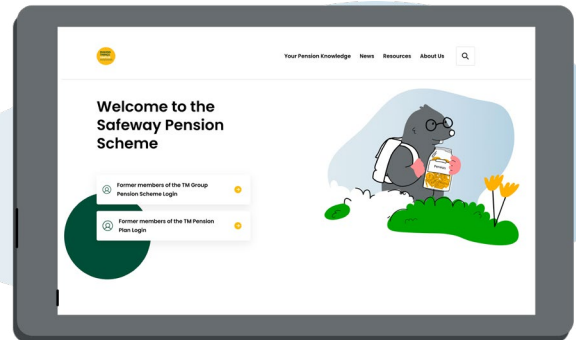 Your Pension Knowledge
News
Resources
About Us
Welcome to the
Safeway Pension
Scheme
Former members of the TM Group
Pension Scheme Login
Former members of the TM Pension
Plan Login
Pension